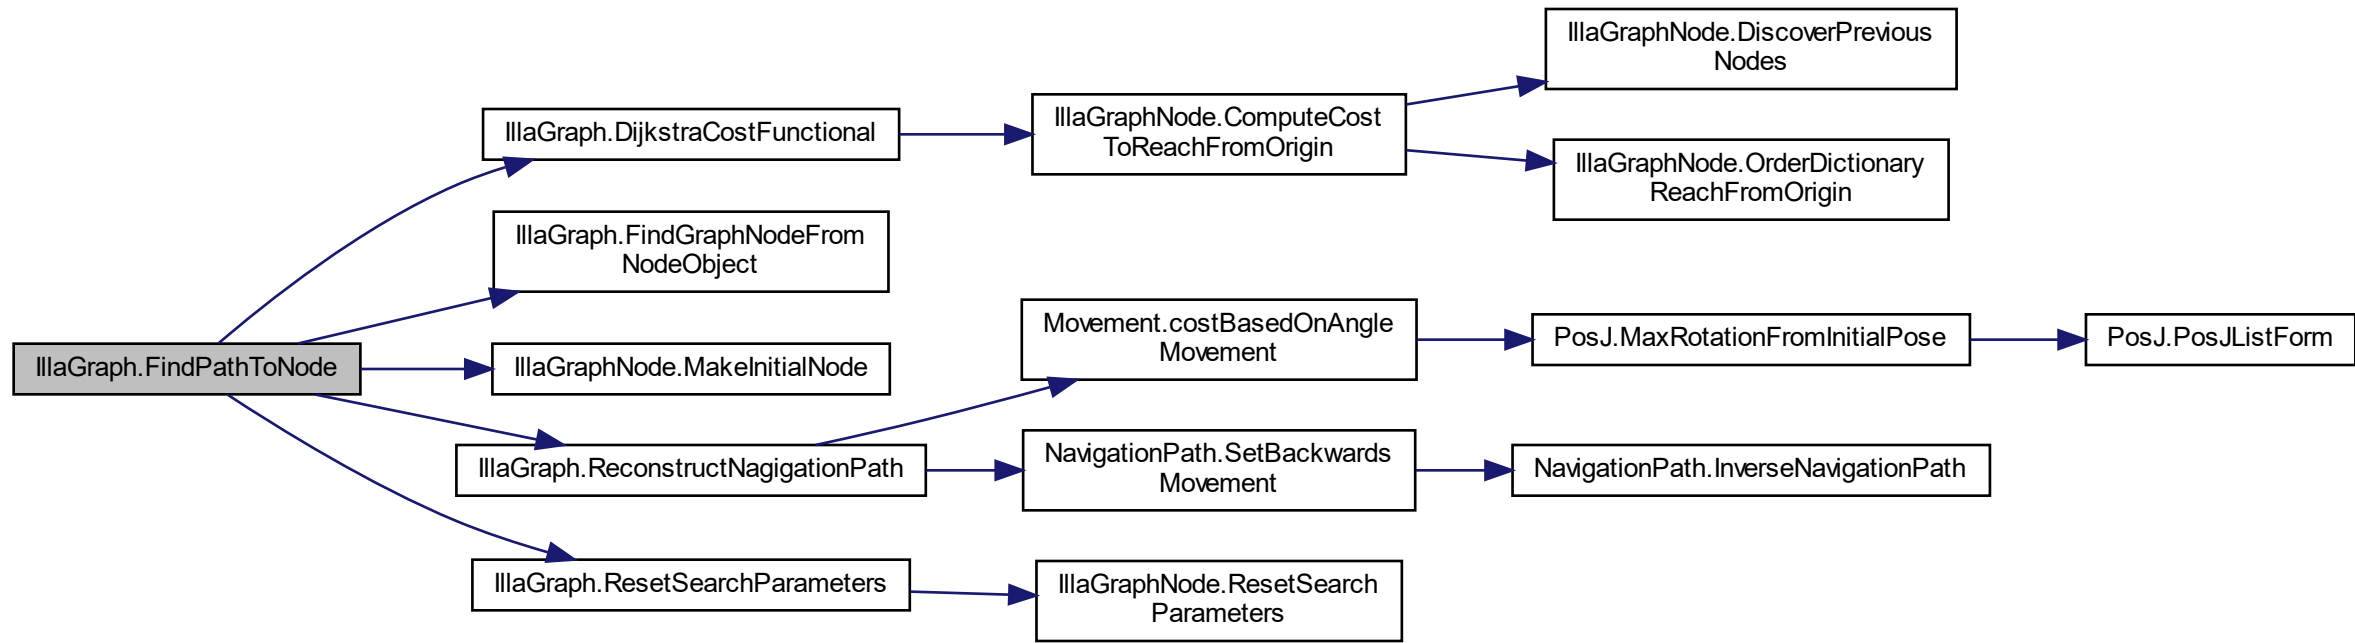 IllaGraph.FindPathToNode
IllaGraph.DijkstraCostFunctional
IllaGraphNode.ComputeCost
ToReachFromOrigin
IllaGraphNode.DiscoverPrevious
Nodes
IllaGraphNode.OrderDictionary
ReachFromOrigin
IllaGraph.FindGraphNodeFrom
NodeObject
IllaGraphNode.MakeInitialNode
IllaGraph.ReconstructNagigationPath
Movement.costBasedOnAngle
Movement
PosJ.MaxRotationFromInitialPose
PosJ.PosJListForm
NavigationPath.SetBackwards
Movement
NavigationPath.InverseNavigationPath
IllaGraph.ResetSearchParameters
IllaGraphNode.ResetSearch
Parameters